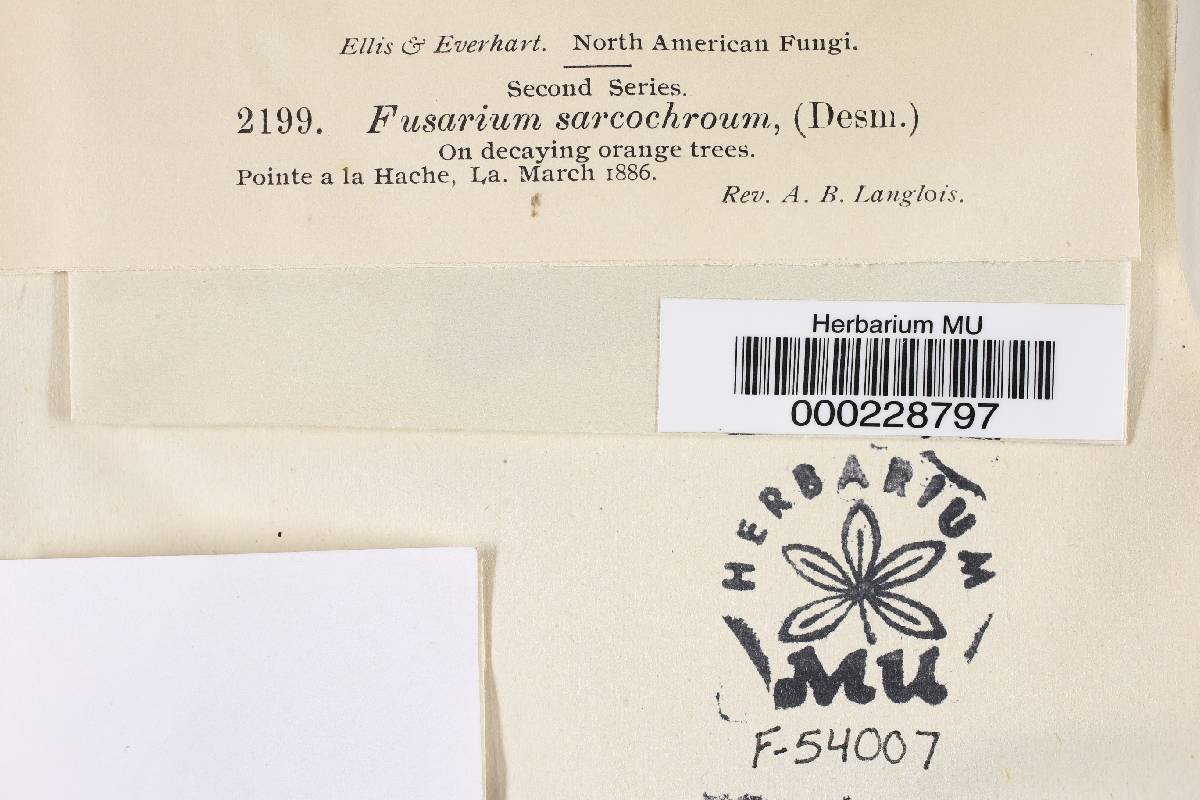 Ellis & Everhart. North American Fungi.
Second Series.
2199. Fusarium sarcochroum, (Desm.)
On decaying orange trees.
Pointe a la Hache, La. March 1886.
Rev. A. B. Langlois.
Herbarium MU
000228797
HERBARIUM
MU
F-54007